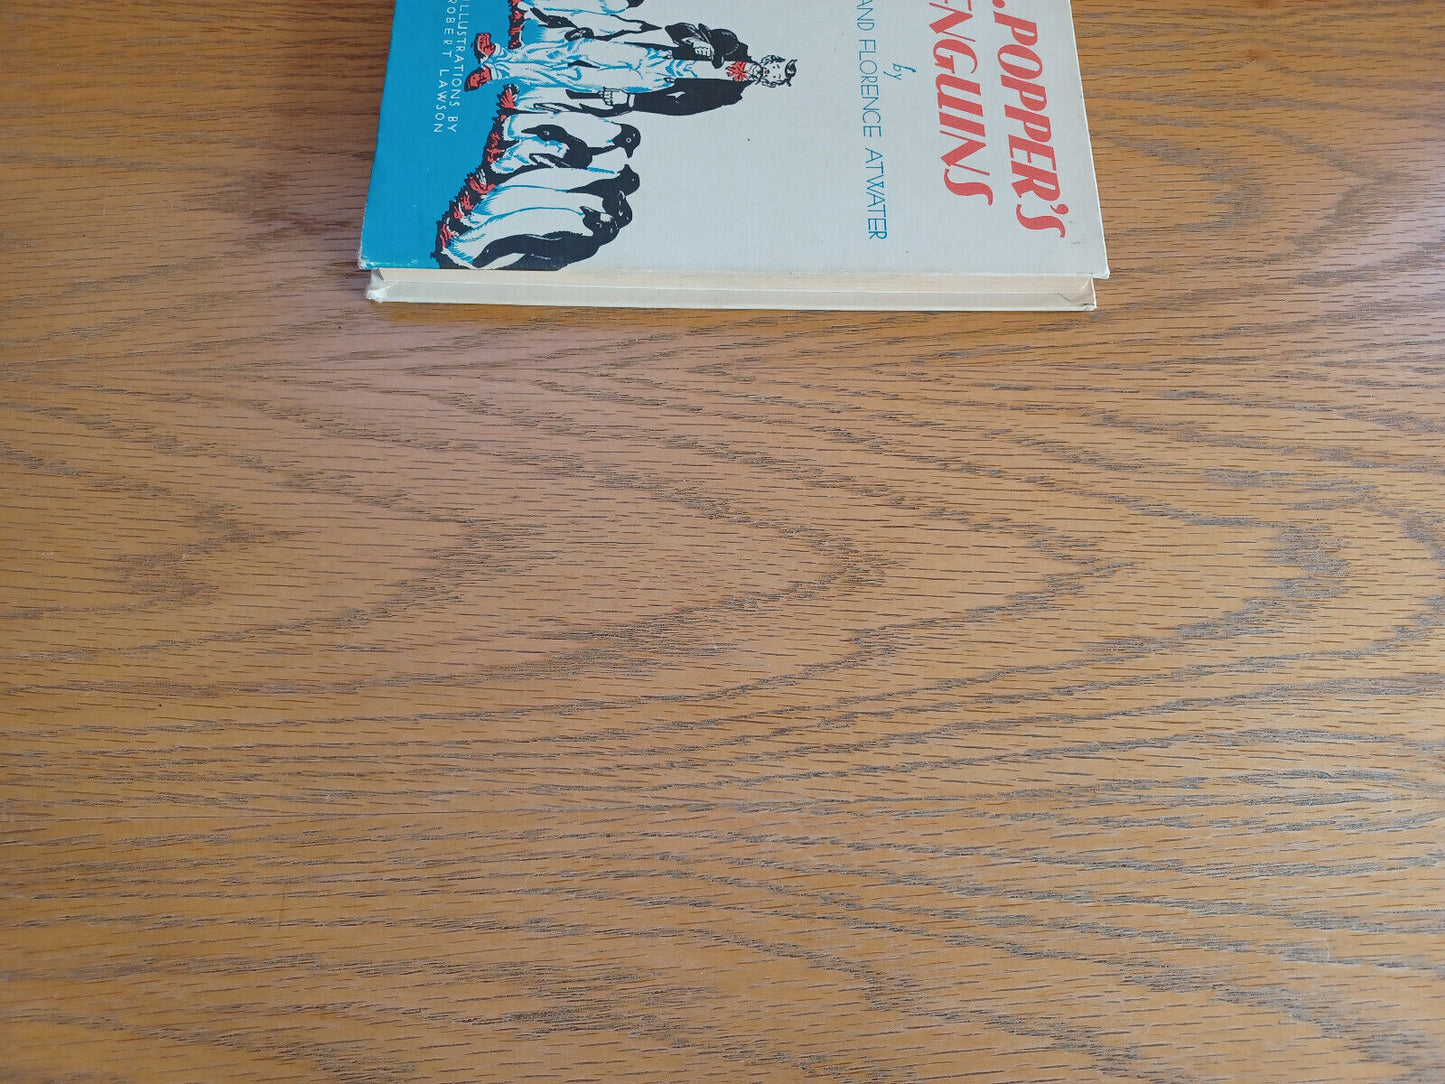 .POPPER'S
ENGUINS
by
AND FLORENCE ATWATER
ILLUSTRATIONS BY
ROBERT LAWSON